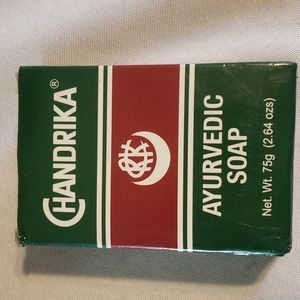 CHANDRIKA®
AYURVEDIC
SOAP
Net. Wt. 75g (2.64 ozs)